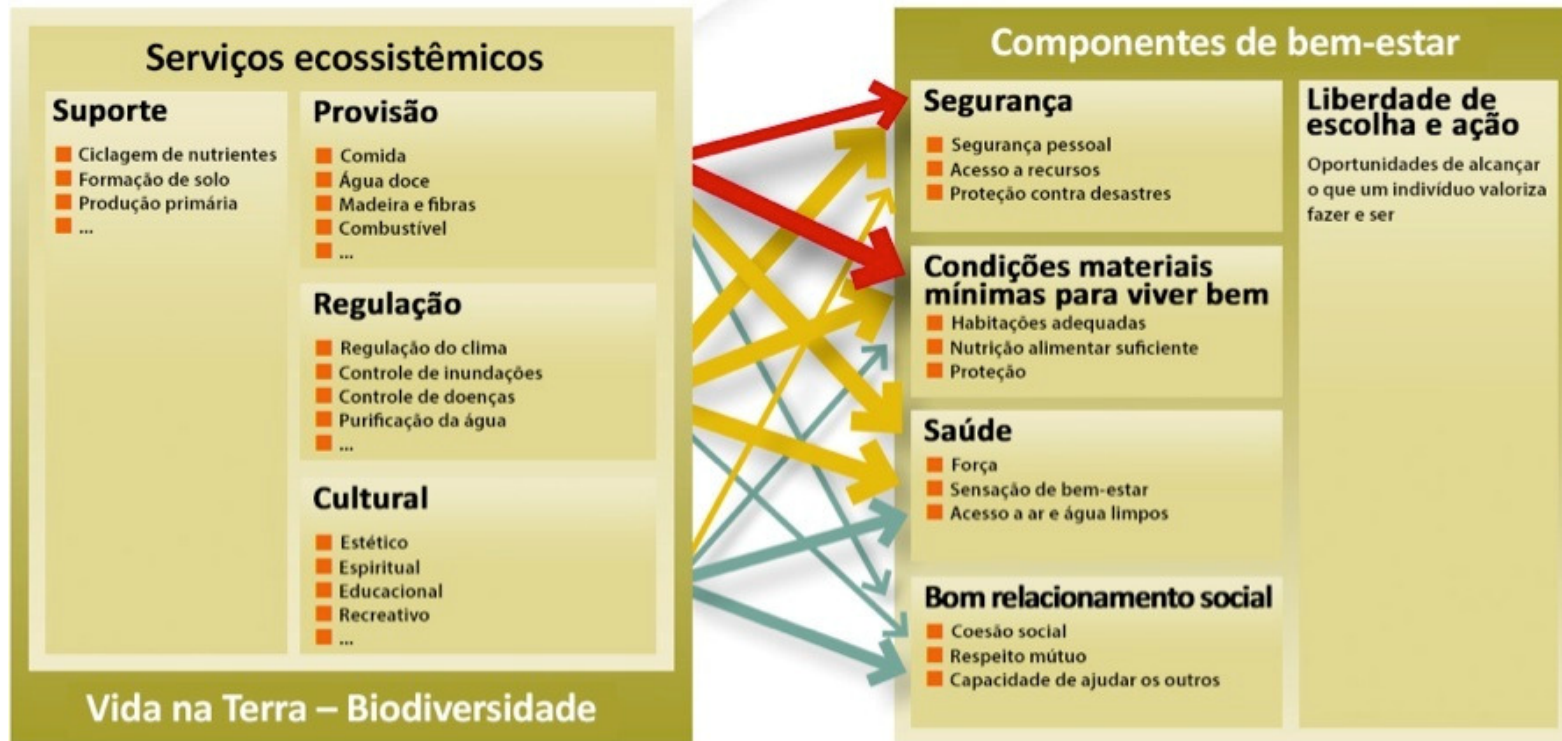 Serviços ecossistêmicos
Suporte
Ciclagem de nutrientes
Formação de solo
Produção primária
...
Provisão
Comida
Água doce
Madeira e fibras
Combustível
...
Regulação
Regulação do clima
Controle de inundações
Controle de doenças
Purificação da água
...
Cultural
Estético
Espiritual
Educacional
Recreativo
...
Vida na Terra – Biodiversidade
Componentes de bem-estar
Segurança
Segurança pessoal
Acesso a recursos
Proteção contra desastres
Condições materiais
mínimas para viver bem
Habitações adequadas
Nutrição alimentar suficiente
Proteção
Saúde
Força
Sensação de bem-estar
Acesso a ar e água limpos
Bom relacionamento social
Coesão social
Respeito mútuo
Capacidade de ajudar os outros
Liberdade de
escolha e ação
Oportunidades de alcançar
o que um indivíduo valoriza
fazer e ser